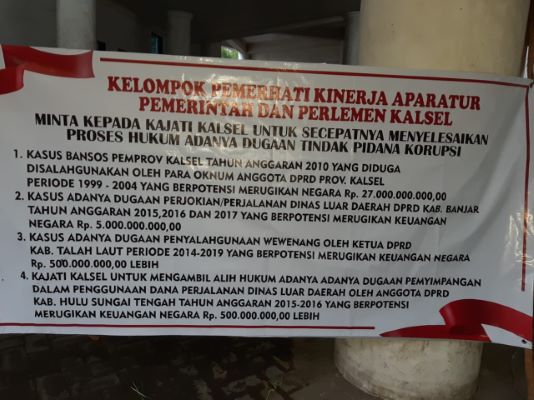 KELOMPOK PEMERHATI KINERJA APARATUR
PEMERINTAH DAN PERLEMEN KALSEL
MINTA KEPADA KAJATI KALSEL UNTUK SECEPATNYA MENYELESAIKAN
PROSES HUKUM ADANYA DUGAAN TINDAK PIDANA KORUPSI
1. KASUS BANSOS PEMPROV KALSEL TAHUN ANGGARAN 2010 YANG DIDUGA
DISALAHGUNAKAN OLEH PARA OKNUM ANGGOTA DPRD PROV. KALSEL
PERIODE 1999 - 2004 YANG BERPOTENSI MERUGIKAN NEGARA Rp. 27.000.000.000,00
2. KASUS ADANYA DUGAAN PERJOKIAN/PERJALANAN DINAS LUAR DAERAH DPRD KAB. BANJAR
TAHUN ANGGARAN 2015,2016 DAN 2017 YANG BERPOTENSI MERUGIKAN KEUANGAN
NEGARA Rp. 5.000.000.000,00
3. KASUS ADANYA DUGAAN PENYALAHGUNAAN WEWENANG OLEH KETUA DPRD
KAB. TALAH LAUT PERIODE 2014-2019 YANG BERPOTENSI MERUGIKAN KEUANGAN NEGARA
Rp. 500.000.000,00 LEBIH
4. KAJATI KALSEL UNTUK MENGAMBIL ALIH HUKUM ADANYA ADANYA DUGAAN PENYIMPANGAN
DALAM PENGGUNAAN DANA PERJALANAN DINAS LUAR DAERAH OLEH ANGGOTA DPRD
KAB. HULU SUNGAI TENGAH TAHUN ANGGARAN 2015-2016 YANG BERPOTENSI
MERUGIKAN KEUANGAN NEGARA Rp. 500.000.000,00 LEBIH